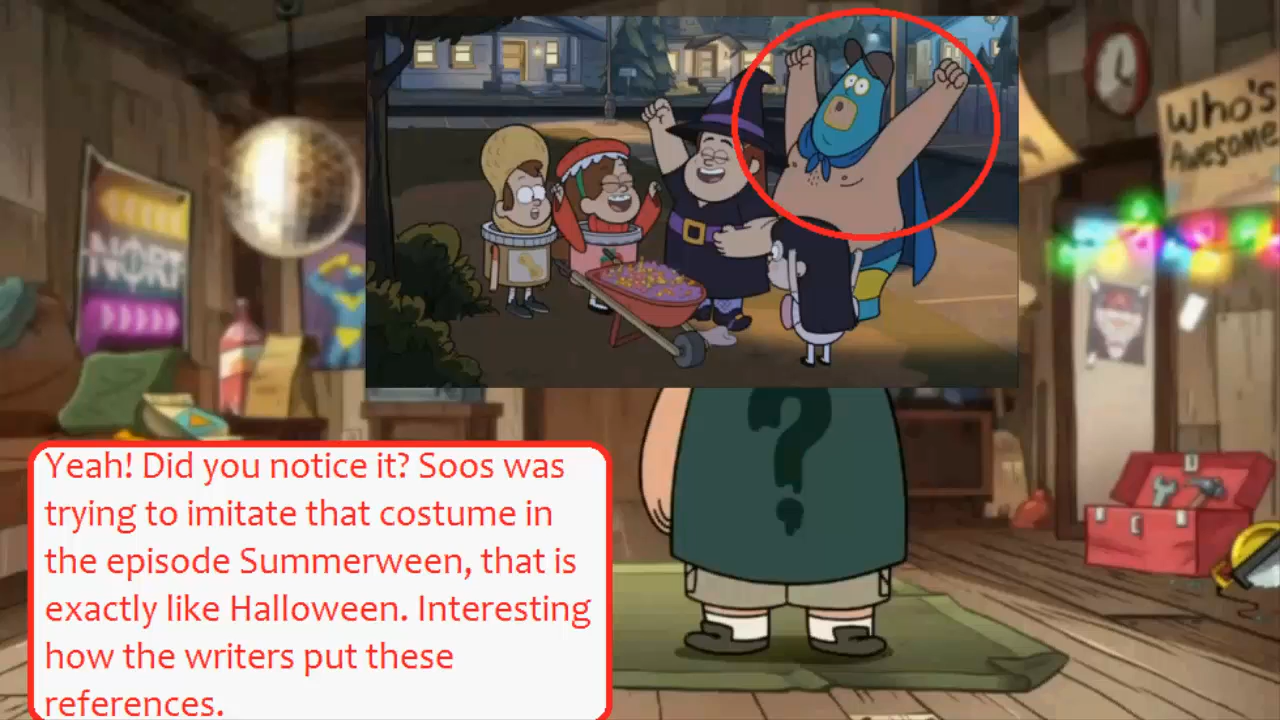 Who's
Awesome
NORT
?
Yeah! Did you notice it? Soos was
trying to imitate that costume in
the episode Summerween, that is
exactly like Halloween. Interesting
how the writers put these
references.